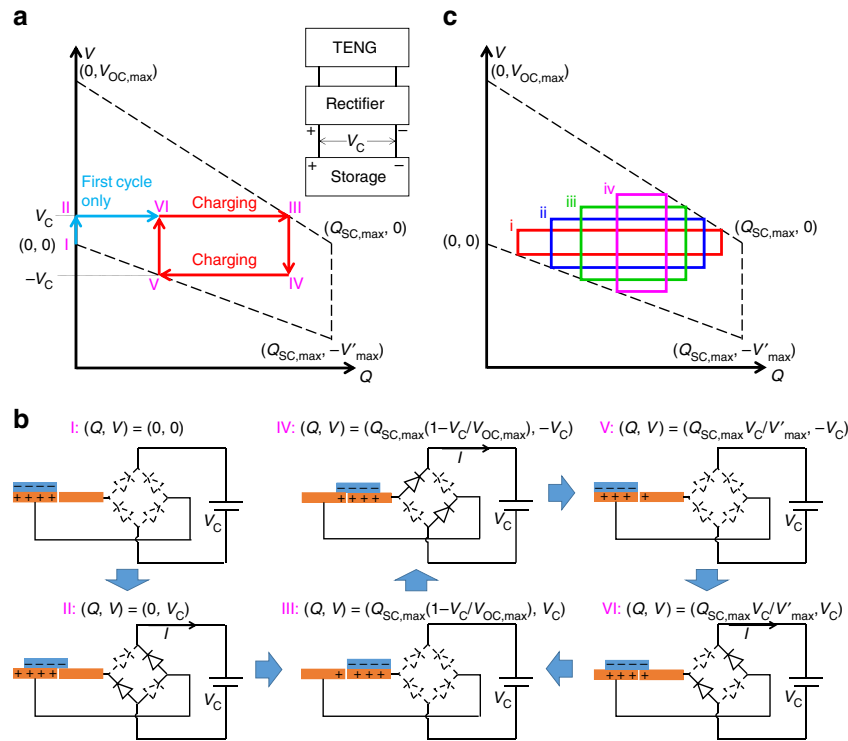 a
V
(0, V_OC,max)
TENG
Rectifier
+ V_C −
+ −
Storage
First cycle only
II
VI
Charging
III
V_C
(0, 0)
I
(Q_SC,max, 0)
−V_C
Charging
V
IV
(Q_SC,max, −V′_max)
Q
c
V
(0, V_OC,max)
iv
iii
ii
i
(0, 0)
(Q_SC,max, 0)
(Q_SC,max, −V′_max)
Q
b
I: (Q, V) = (0, 0)
− − − −
+ + + +
V_C
IV: (Q, V) = (Q_SC,max(1−V_C/V_OC,max), −V_C)
I
− − − −
+ + + +
V_C
V: (Q, V) = (Q_SC,max V_C/V′_max, −V_C)
− − − −
+ + + +
V_C
II: (Q, V) = (0, V_C)
I
− − − −
+ + + +
V_C
III: (Q, V) = (Q_SC,max(1−V_C/V_OC,max), V_C)
− − − −
+ + + + +
V_C
VI: (Q, V) = (Q_SC,max V_C/V′_max, V_C)
I
− − − −
+ + + +
V_C